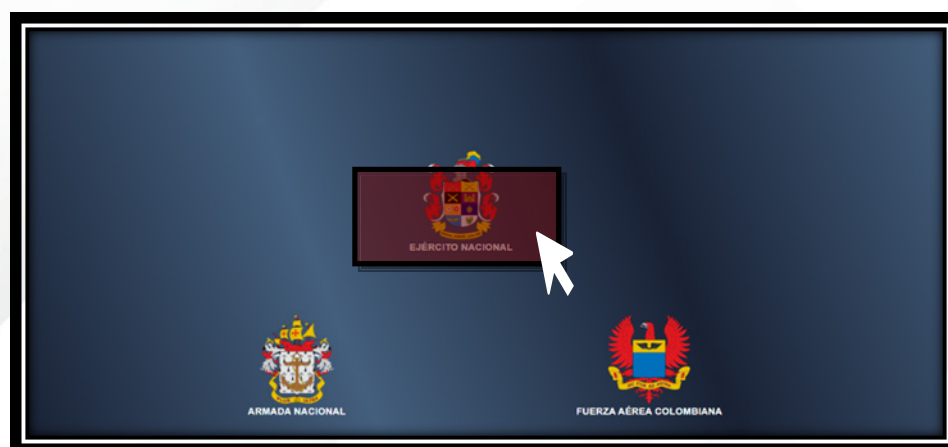 EJÉRCITO NACIONAL
ARMADA NACIONAL
FUERZA AÉREA COLOMBIANA